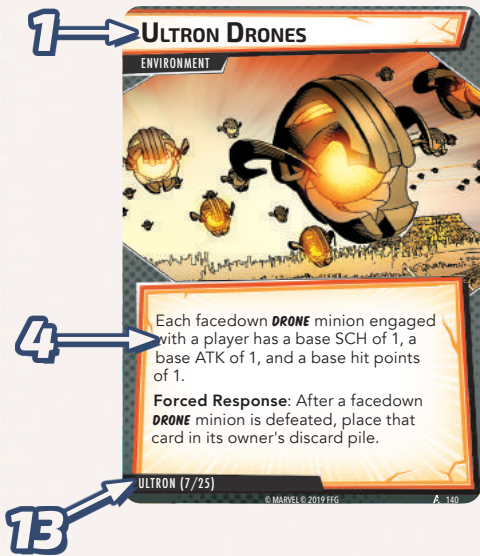 1
ULTRON DRONES
ENVIRONMENT
4
Each facedown DRONE minion engaged
with a player has a base SCH of 1, a
base ATK of 1, and a base hit points
of 1.
Forced Response: After a facedown
DRONE minion is defeated, place that
card in its owner's discard pile.
13
ULTRON (7/25)
© MARVEL © 2019 FFG
140